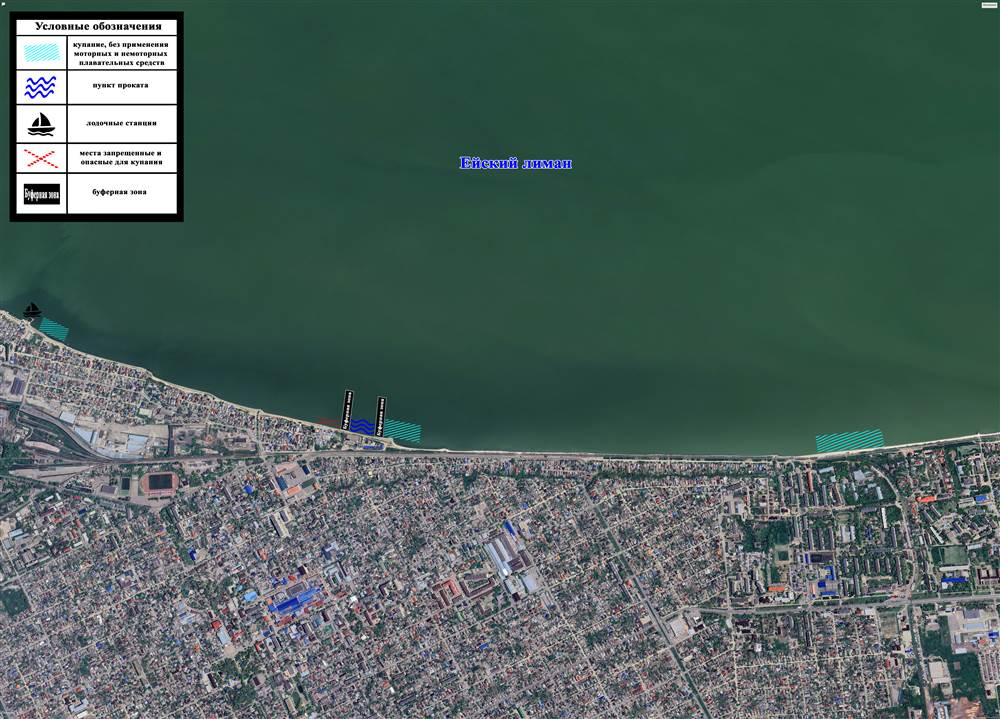 Условные обозначения
купание, без применения
моторных и немоторных
плавательных средств
пункт проката
лодочные станции
места запрещенные и
опасные для купания
Буферная зона
буферная зона
Ейский лиман
Буферная зона
Буферная зона